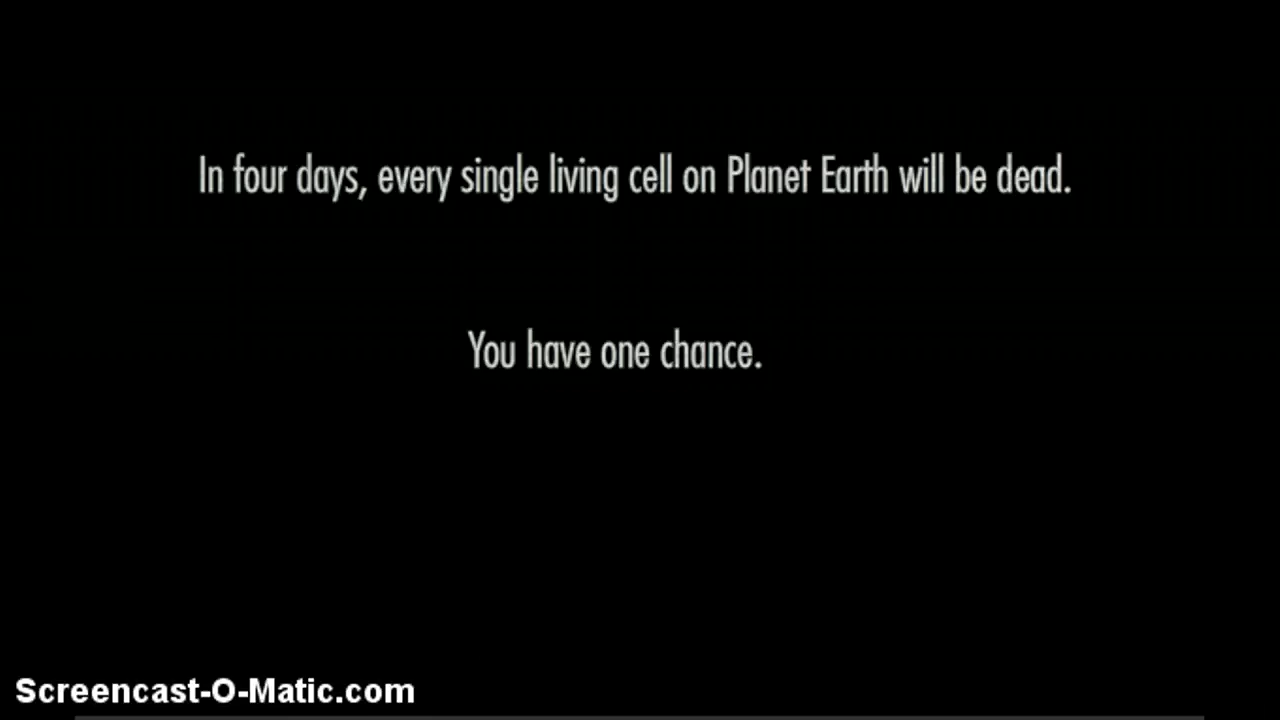 In four days, every single living cell on Planet Earth will be dead.
You have one chance.
Screencast-O-Matic.com